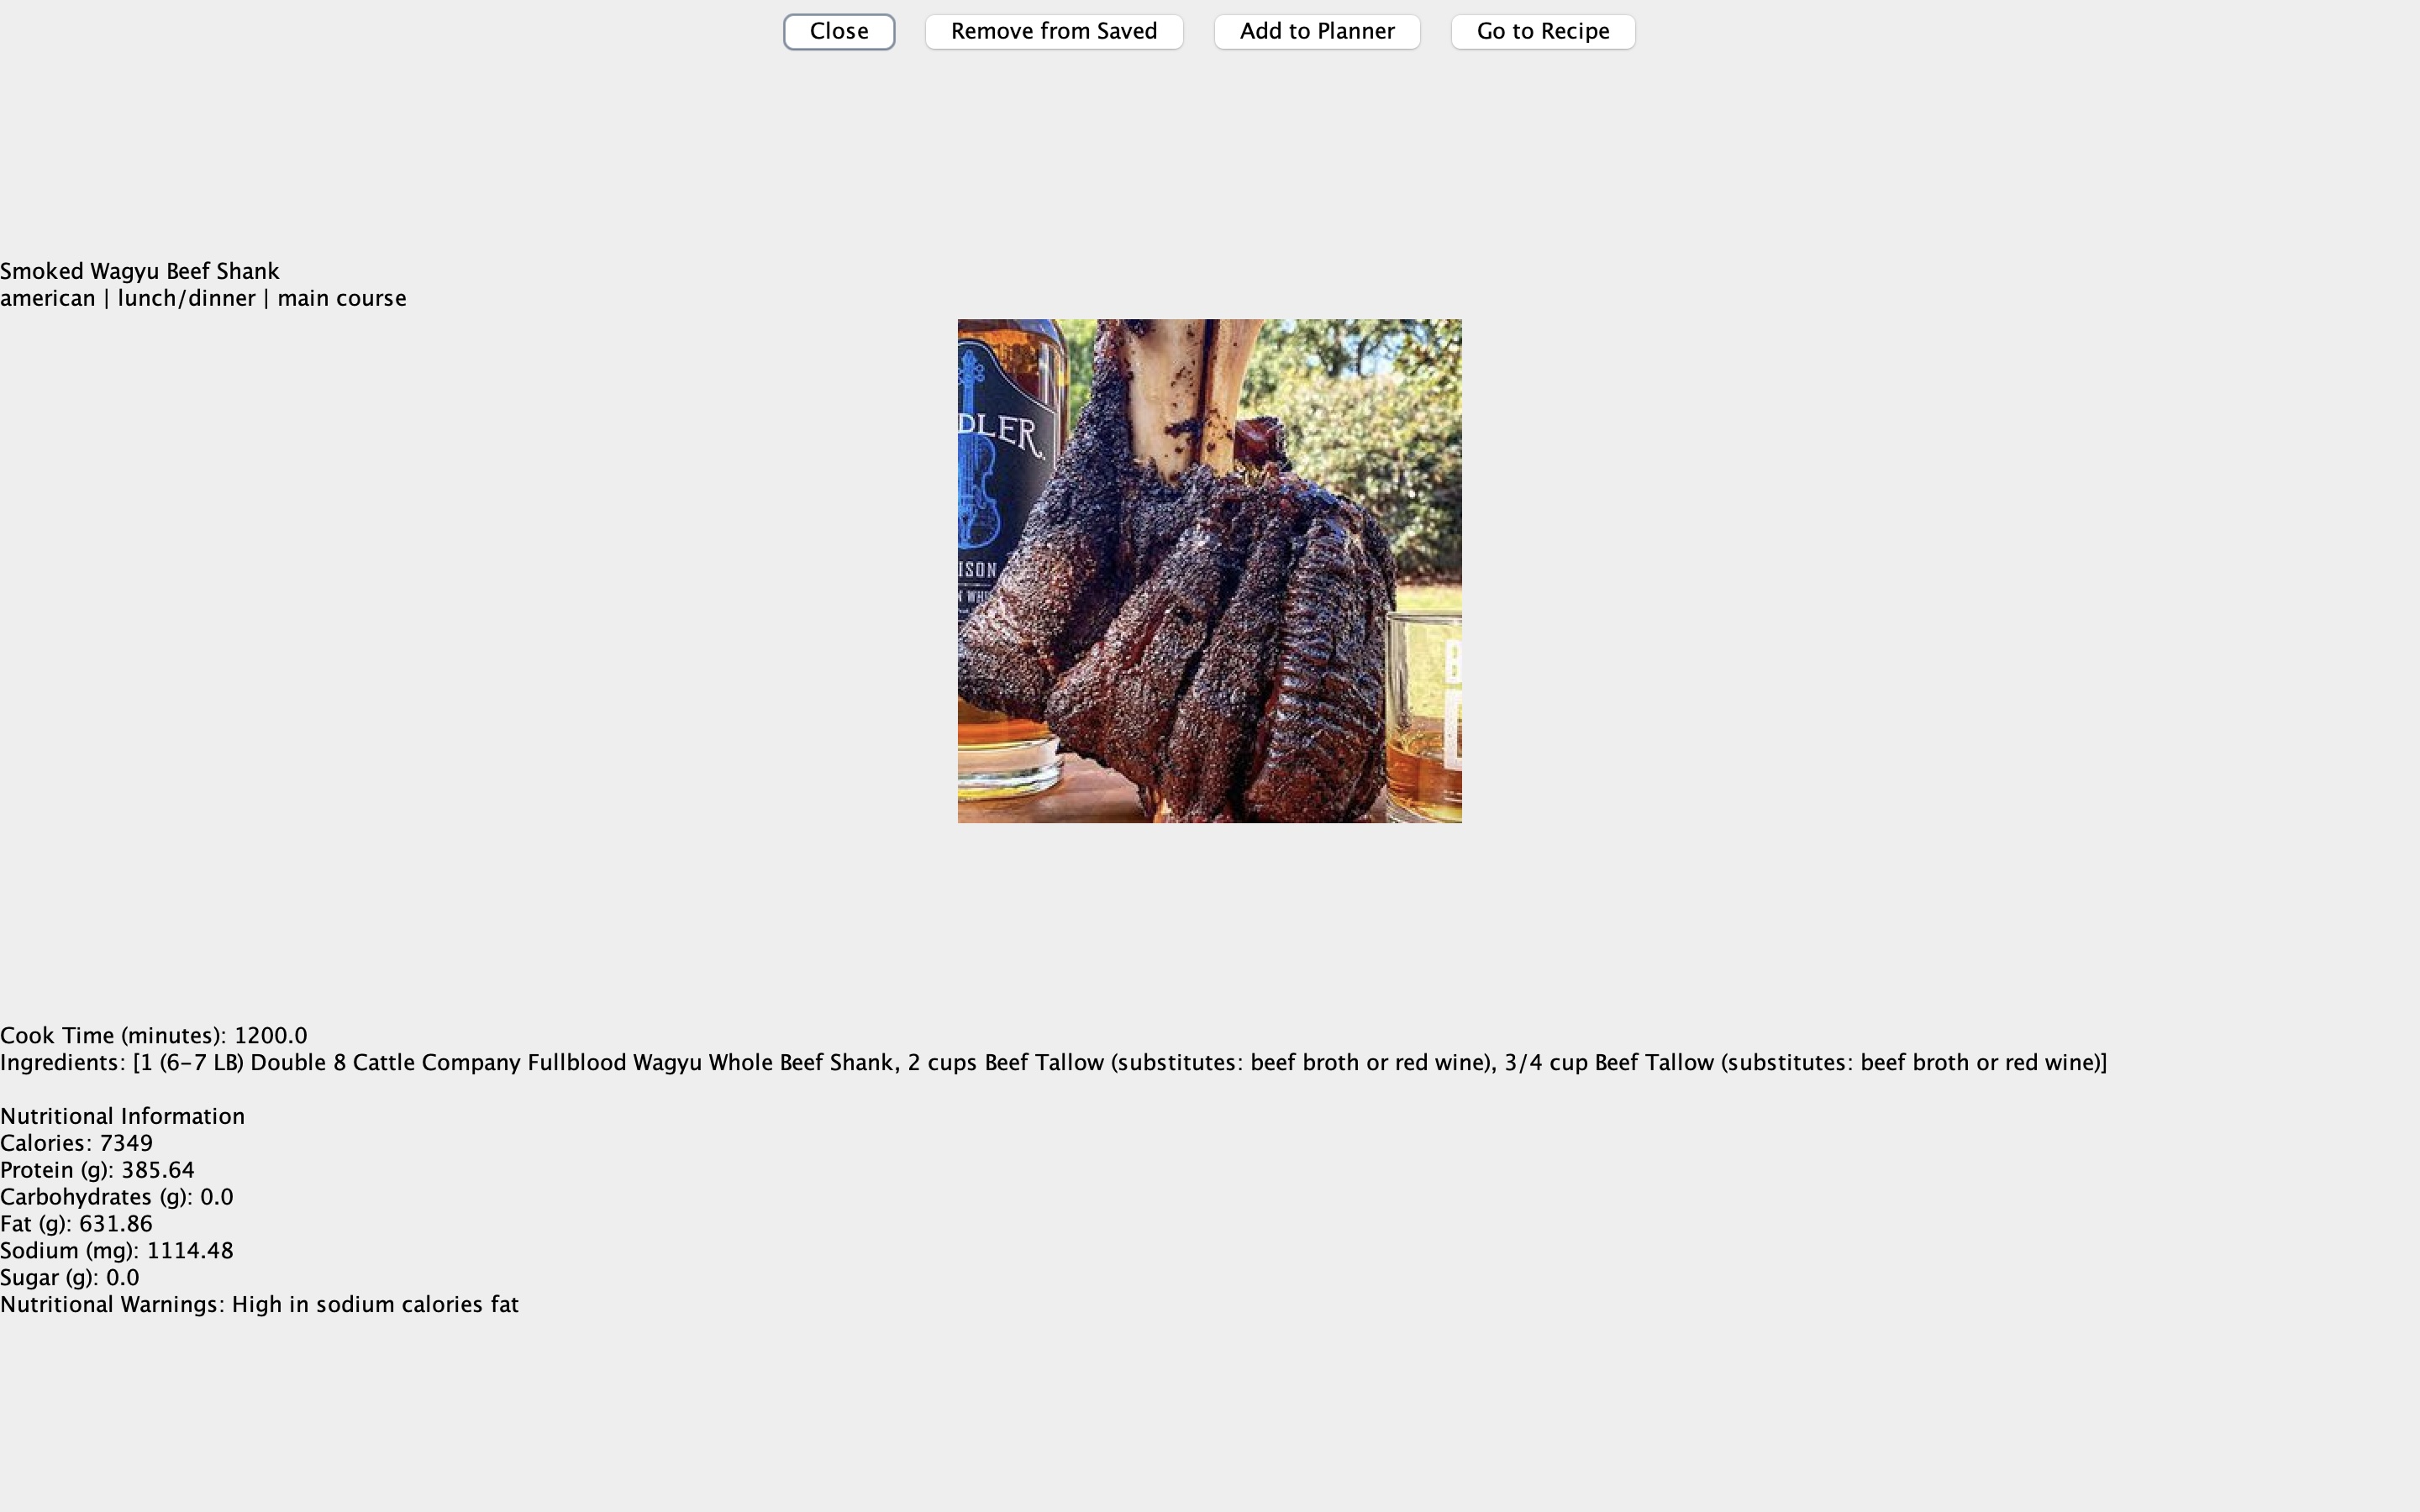 Close
Remove from Saved
Add to Planner
Go to Recipe
Smoked Wagyu Beef Shank
american | lunch/dinner | main course
DLER.
ISON
Cook Time (minutes): 1200.0
Ingredients: [1 (6-7 LB) Double 8 Cattle Company Fullblood Wagyu Whole Beef Shank, 2 cups Beef Tallow (substitutes: beef broth or red wine), 3/4 cup Beef Tallow (substitutes: beef broth or red wine)]
Nutritional Information
Calories: 7349
Protein (g): 385.64
Carbohydrates (g): 0.0
Fat (g): 631.86
Sodium (mg): 1114.48
Sugar (g): 0.0
Nutritional Warnings: High in sodium calories fat